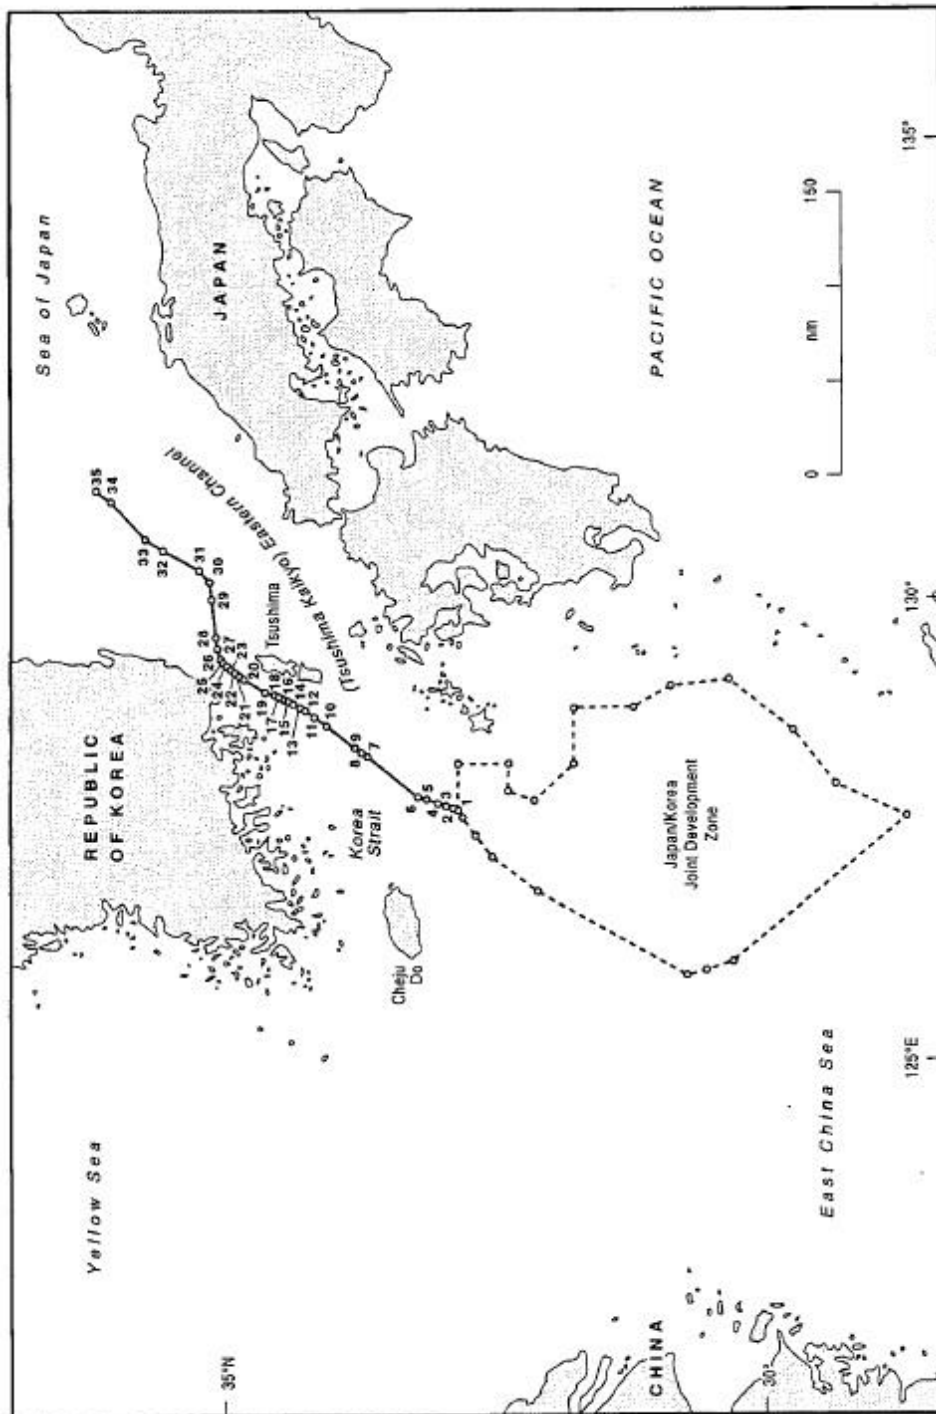 Yellow Sea
REPUBLIC
OF KOREA
Sea of Japan
JAPAN
35
34
33
32
31
30
29
28
27
26
25
24
23
22
21
20
19
18
17
16
15
14
13
12
11
10
9
8
7
6
5
4
3
2
1
Tsushima
(Tsushima Kaikyo) Eastern Channel
Korea
Strait
Cheju
Do
Japan/Korea
Joint Development
Zone
PACIFIC OCEAN
East China Sea
CHINA
35°N
30°
125°E
130°
135°
0
nm
150